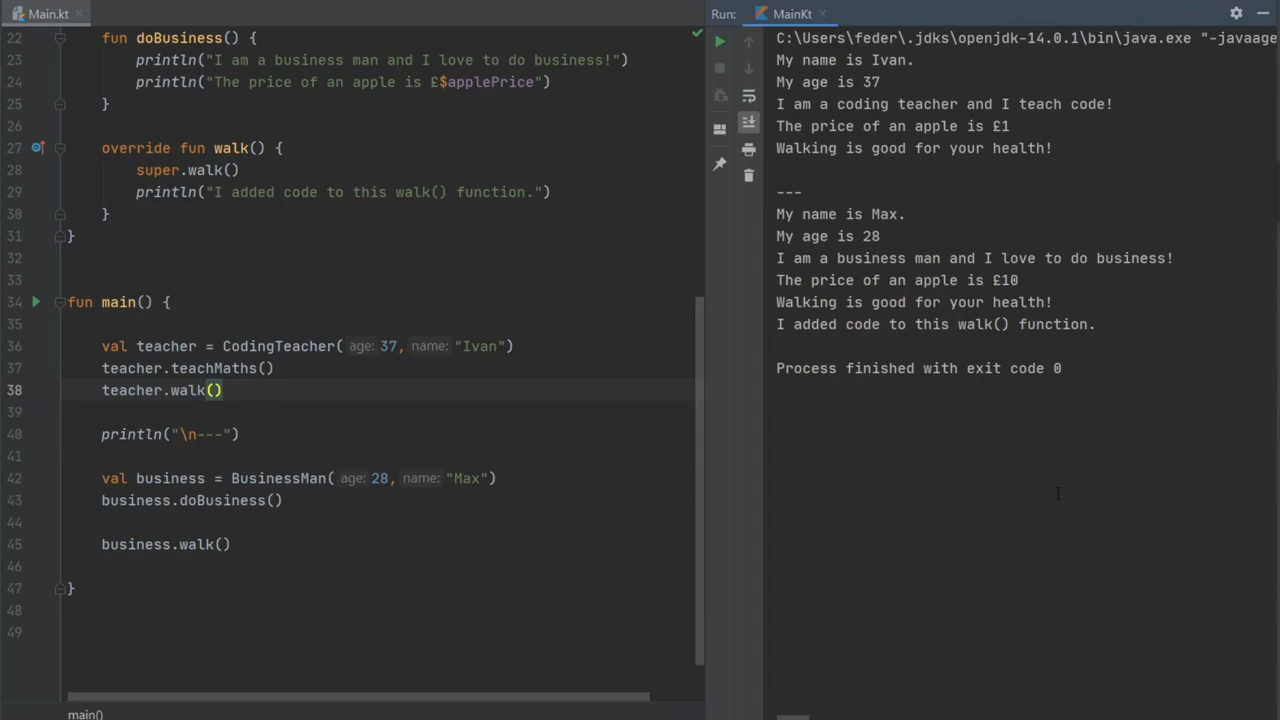 Main.kt
22 fun doBusiness() {
23 println("I am a business man and I love to do business!")
24 println("The price of an apple is £$applePrice")
25 }
26
27 override fun walk() {
28 super.walk()
29 println("I added code to this walk() function.")
30 }
31 }
32
33
34 fun main() {
35
36 val teacher = CodingTeacher( age: 37, name: "Ivan")
37 teacher.teachMaths()
38 teacher.walk()
39
40 println("\n---")
41
42 val business = BusinessMan( age: 28, name: "Max")
43 business.doBusiness()
44
45 business.walk()
46
47 }
48
49
main()
Run: MainKt
C:\Users\feder\.jdks\openjdk-14.0.1\bin\java.exe "-javaage
My name is Ivan.
My age is 37
I am a coding teacher and I teach code!
The price of an apple is £1
Walking is good for your health!
---
My name is Max.
My age is 28
I am a business man and I love to do business!
The price of an apple is £10
Walking is good for your health!
I added code to this walk() function.
Process finished with exit code 0